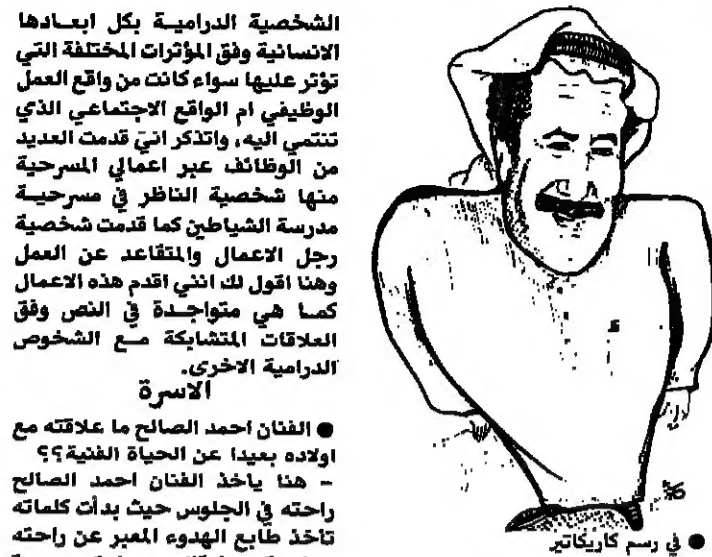 الشخصية الدرامية بكل ابعادها
الانسانية وفق المؤثرات المختلفة التي
تؤثر عليها سواء كانت من واقع العمل
الوظيفي ام الواقع الاجتماعي الذي
تنتمي اليه، واتذكر اني قدمت العديد
من الوظائف عبر اعمالي المسرحية
منها شخصية الناظر في مسرحية
مدرسة الشياطين كما قدمت شخصية
رجل الاعمال والمتقاعد عن العمل
وهنا اقول لك انني اقدم هذه الاعمال
كما هي متواجدة في النص وفق
العلاقات المتشابكة مع الشخوص
الدرامية الاخرى.
الاسرة
● الفنان احمد الصالح ما علاقته مع
اولاده بعيدا عن الحياة الفنية؟؟
- هنا ياخذ الفنان احمد الصالح
راحته في الجلوس حيث بدأت كلماته
تاخذ طابع الهدوء المعبر عن راحته
● في رسم كاريكاتير